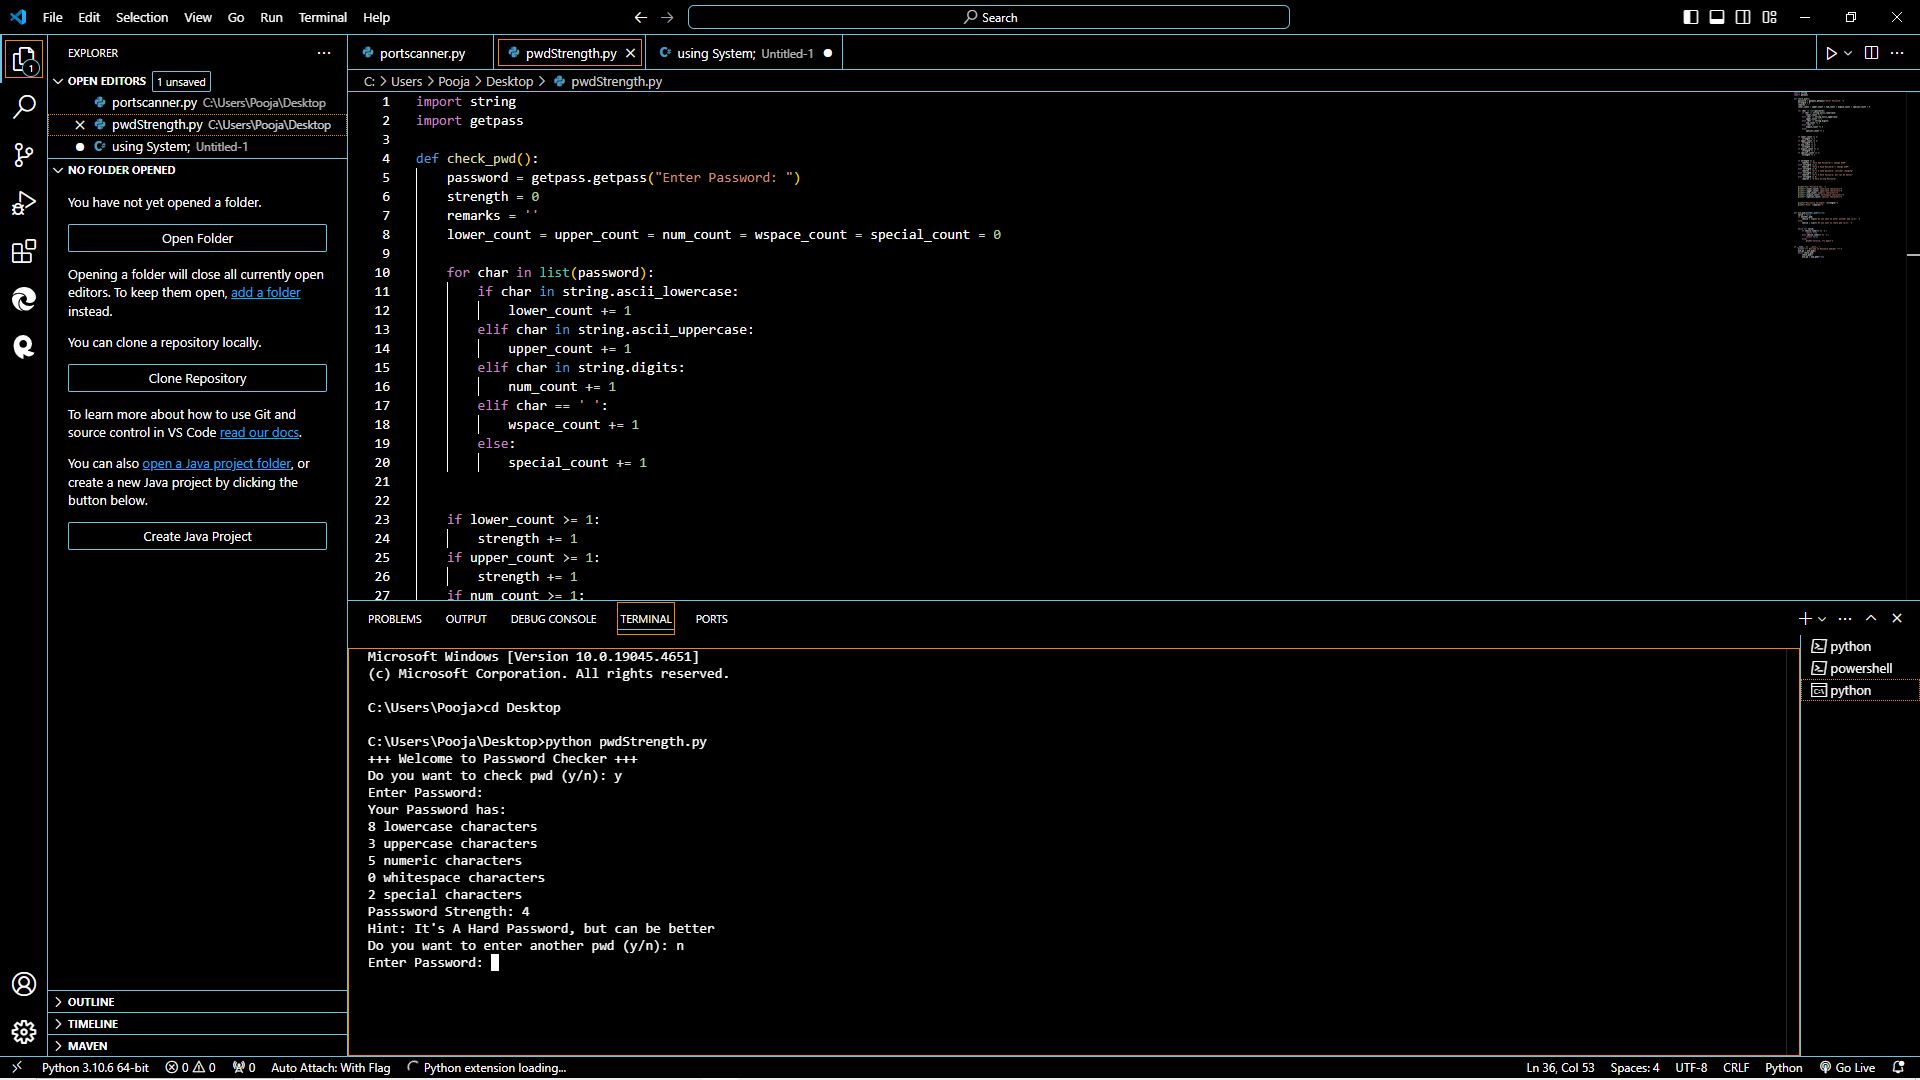 File Edit Selection View Go Run Terminal Help
Search
EXPLORER
OPEN EDITORS 1 unsaved
portscanner.py C:\Users\Pooja\Desktop
pwdStrength.py C:\Users\Pooja\Desktop
using System; Untitled-1
NO FOLDER OPENED
You have not yet opened a folder.
Open Folder
Opening a folder will close all currently open
editors. To keep them open, add a folder
instead.
You can clone a repository locally.
Clone Repository
To learn more about how to use Git and
source control in VS Code read our docs.
You can also open a Java project folder, or
create a new Java project by clicking the
button below.
Create Java Project
OUTLINE
TIMELINE
MAVEN
portscanner.py pwdStrength.py using System; Untitled-1
C: > Users > Pooja > Desktop > pwdStrength.py
1 import string
2 import getpass
3
4 def check_pwd():
5 password = getpass.getpass("Enter Password: ")
6 strength = 0
7 remarks = ''
8 lower_count = upper_count = num_count = wspace_count = special_count = 0
9
10 for char in list(password):
11 if char in string.ascii_lowercase:
12 lower_count += 1
13 elif char in string.ascii_uppercase:
14 upper_count += 1
15 elif char in string.digits:
16 num_count += 1
17 elif char == ' ':
18 wspace_count += 1
19 else:
20 special_count += 1
21
22
23 if lower_count >= 1:
24 strength += 1
25 if upper_count >= 1:
26 strength += 1
27 if num_count >= 1:
PROBLEMS OUTPUT DEBUG CONSOLE TERMINAL PORTS
Microsoft Windows [Version 10.0.19045.4651]
(c) Microsoft Corporation. All rights reserved.
C:\Users\Pooja>cd Desktop
C:\Users\Pooja\Desktop>python pwdStrength.py
+++ Welcome to Password Checker +++
Do you want to check pwd (y/n): y
Enter Password:
Your Password has:
8 lowercase characters
3 uppercase characters
5 numeric characters
0 whitespace characters
2 special characters
Passsword Strength: 4
Hint: It's A Hard Password, but can be better
Do you want to enter another pwd (y/n): n
Enter Password:
python
powershell
python
1
Python 3.10.6 64-bit 0 0 0 Auto Attach: With Flag Python extension loading... Ln 36, Col 53 Spaces: 4 UTF-8 CRLF Python Go Live